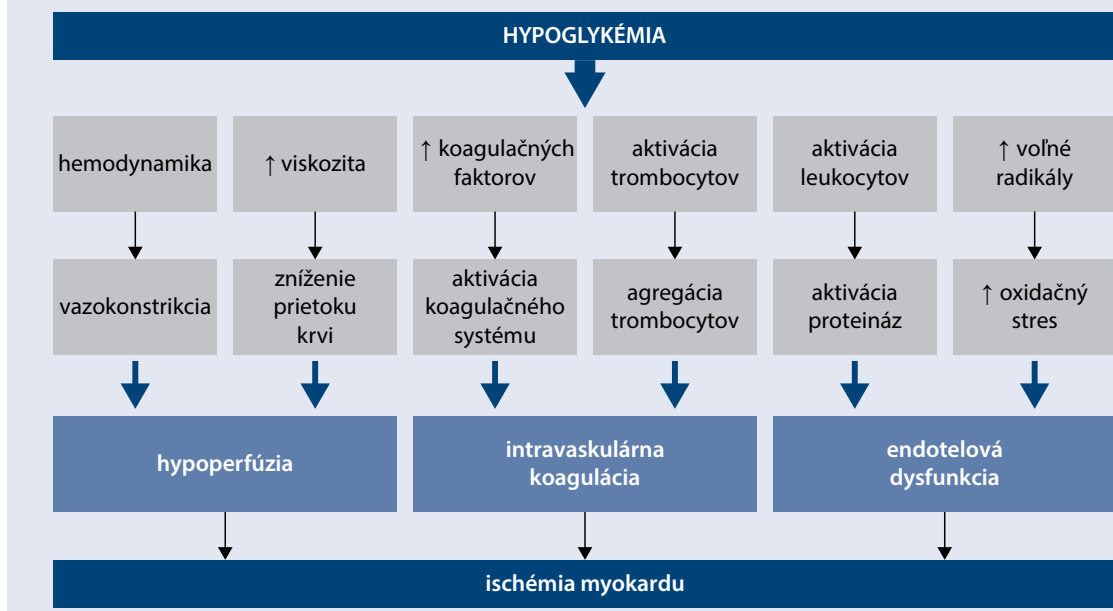 HYPOGLYKÉMIA
hemodynamika
↑ viskozita
↑ koagulačných
faktorov
aktivácia
trombocytov
aktivácia
leukocytov
↑ voľné
radikály
vazokonstrikcia
zníženie
prietoku
krvi
aktivácia
koagulačného
systému
agregácia
trombocytov
aktivácia
proteináz
↑ oxidačný
stres
hypoperfúzia
intravaskulárna
koagulácia
endotelová
dysfunkcia
ischémia myokardu